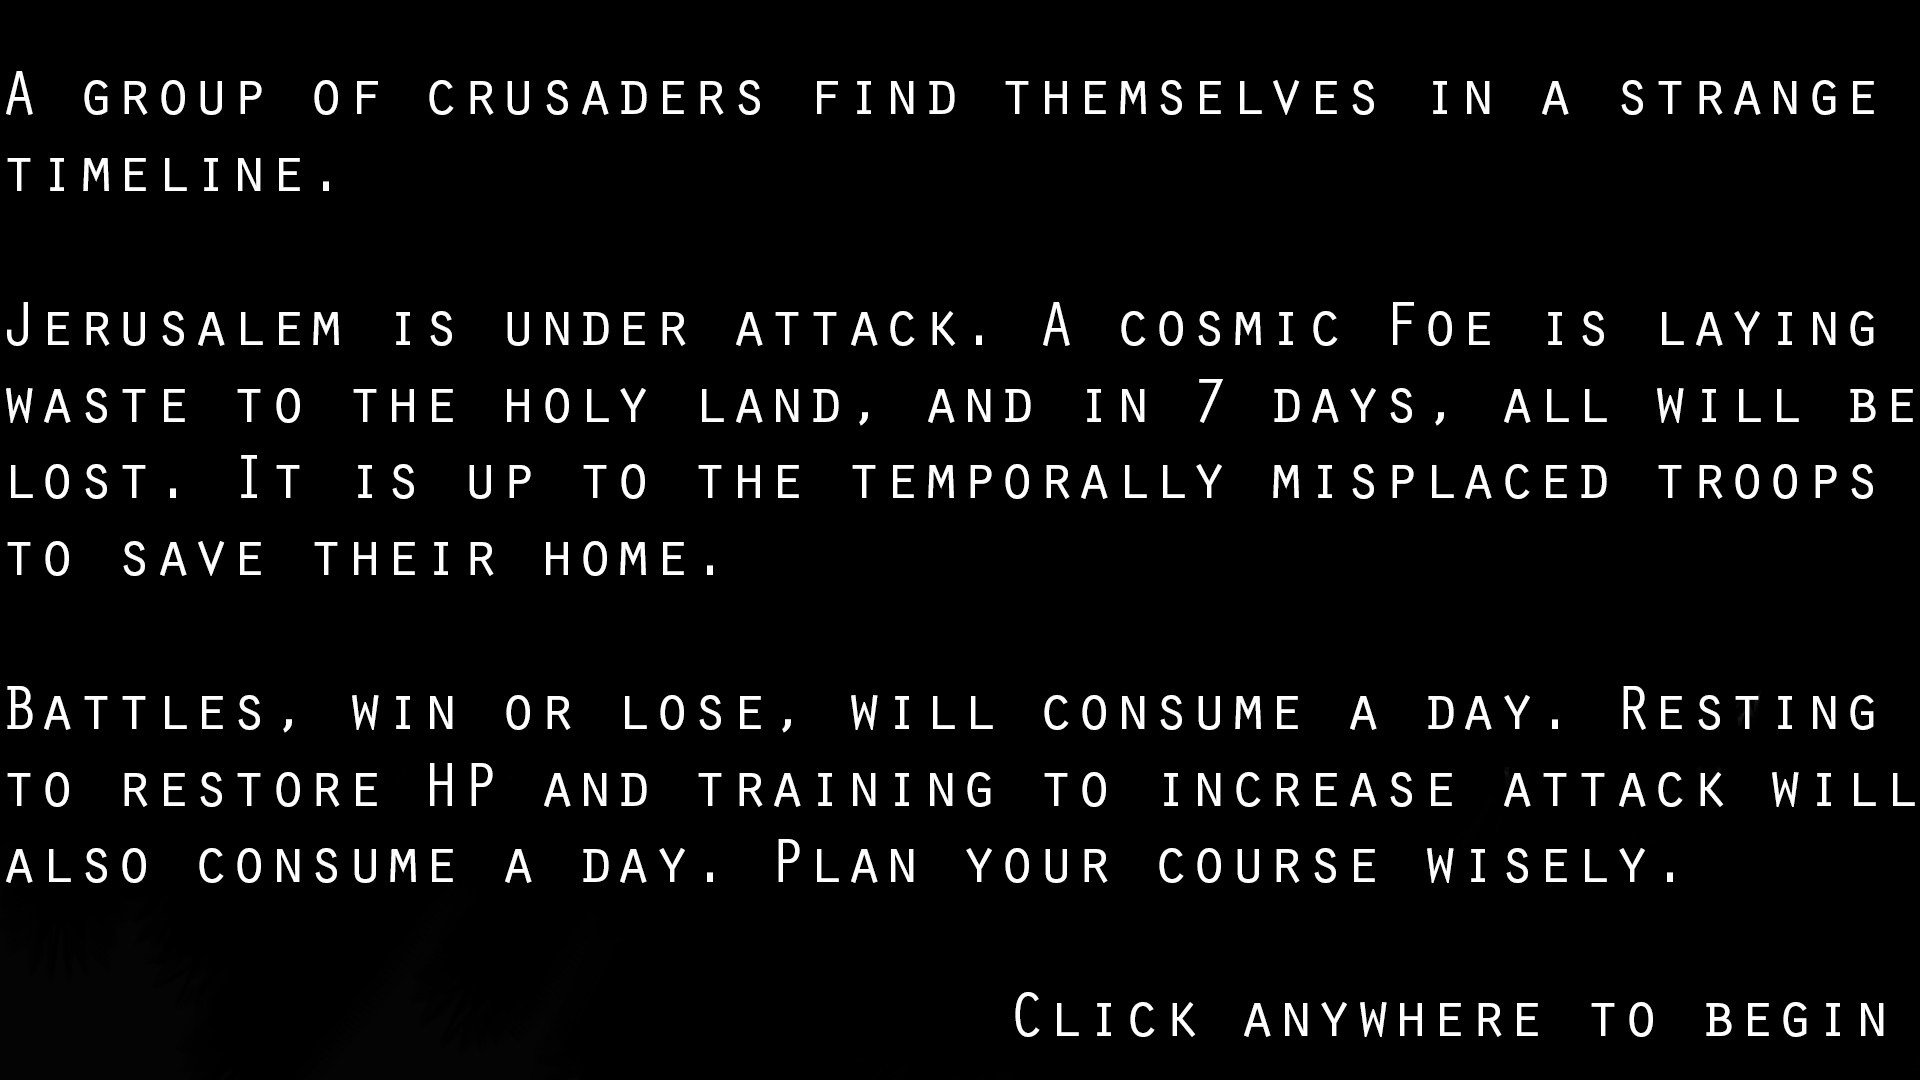 A group of crusaders find themselves in a strange
timeline.
Jerusalem is under attack. A cosmic Foe is laying
waste to the holy land, and in 7 days, all will be
lost. It is up to the temporally misplaced troops
to save their home.
Battles, win or lose, will consume a day. Resting
to restore HP and training to increase attack will
also consume a day. Plan your course wisely.
Click anywhere to begin